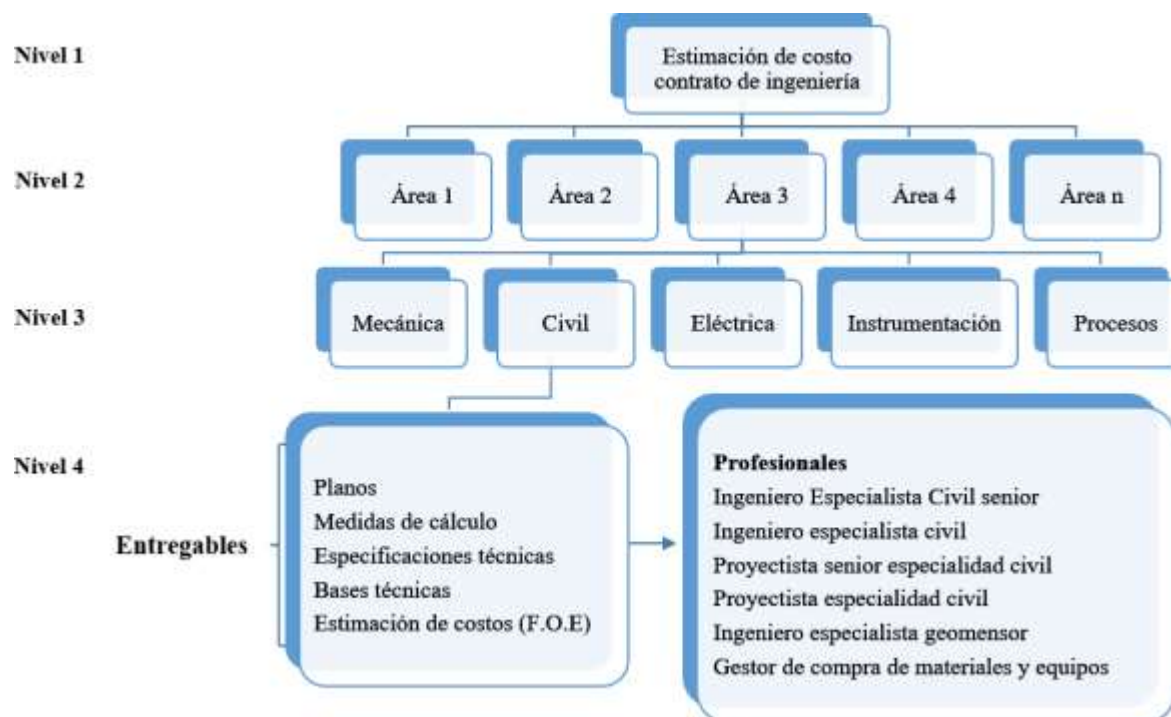 Nivel 1
Estimación de costo
contrato de ingeniería
Nivel 2
Área 1
Área 2
Área 3
Área 4
Área n
Nivel 3
Mecánica
Civil
Eléctrica
Instrumentación
Procesos
Nivel 4
Entregables
Planos
Medidas de cálculo
Especificaciones técnicas
Bases técnicas
Estimación de costos (F.O.E)
Profesionales
Ingeniero Especialista Civil senior
Ingeniero especialista civil
Proyectista senior especialidad civil
Proyectista especialidad civil
Ingeniero especialista geomensor
Gestor de compra de materiales y equipos